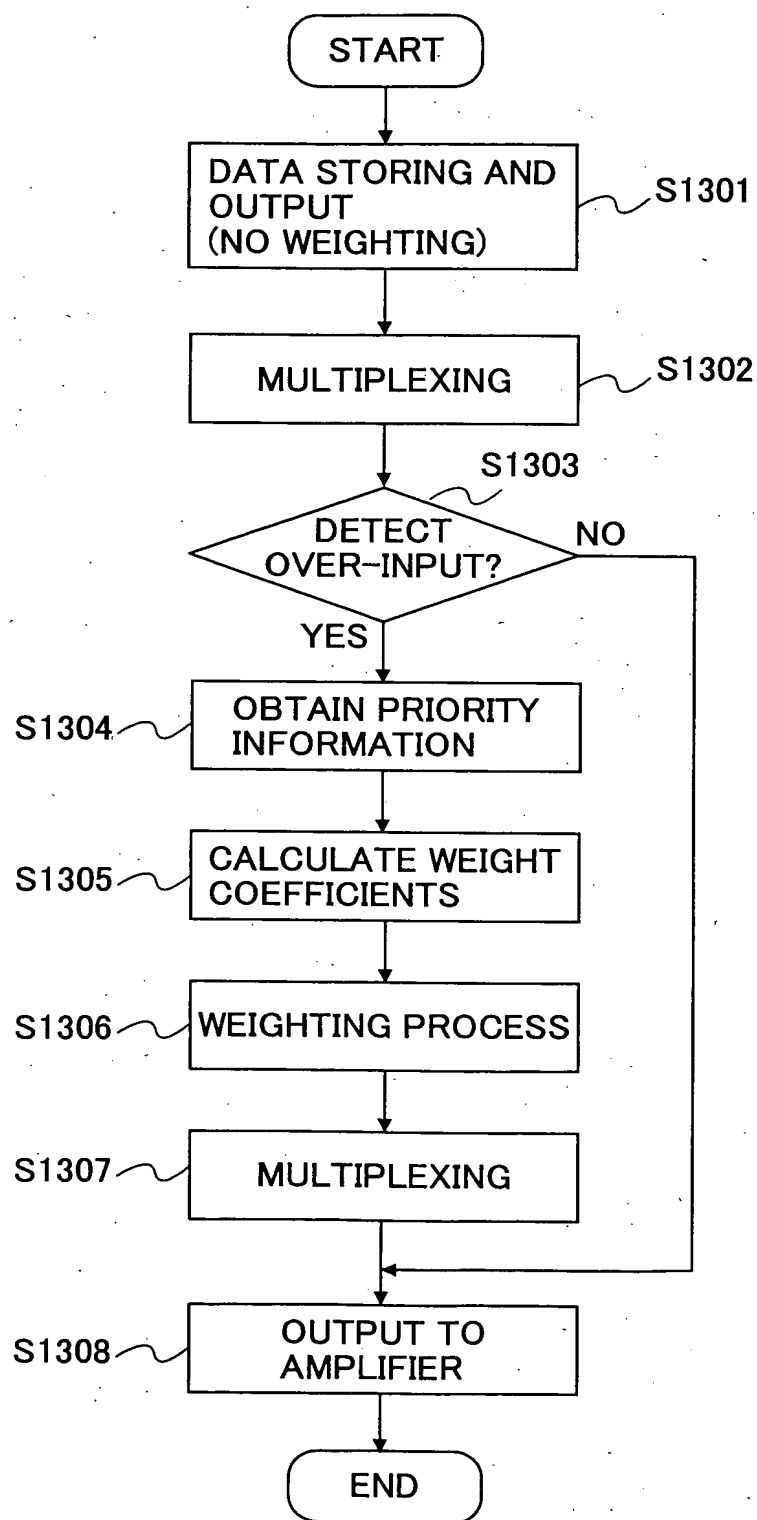 START
DATA STORING AND
OUTPUT
(NO WEIGHTING)
S1301
MULTIPLEXING
S1302
S1303
DETECT
OVER-INPUT?
NO
YES
S1304
OBTAIN PRIORITY
INFORMATION
S1305
CALCULATE WEIGHT
COEFFICIENTS
S1306
WEIGHTING PROCESS
S1307
MULTIPLEXING
S1308
OUTPUT TO
AMPLIFIER
END